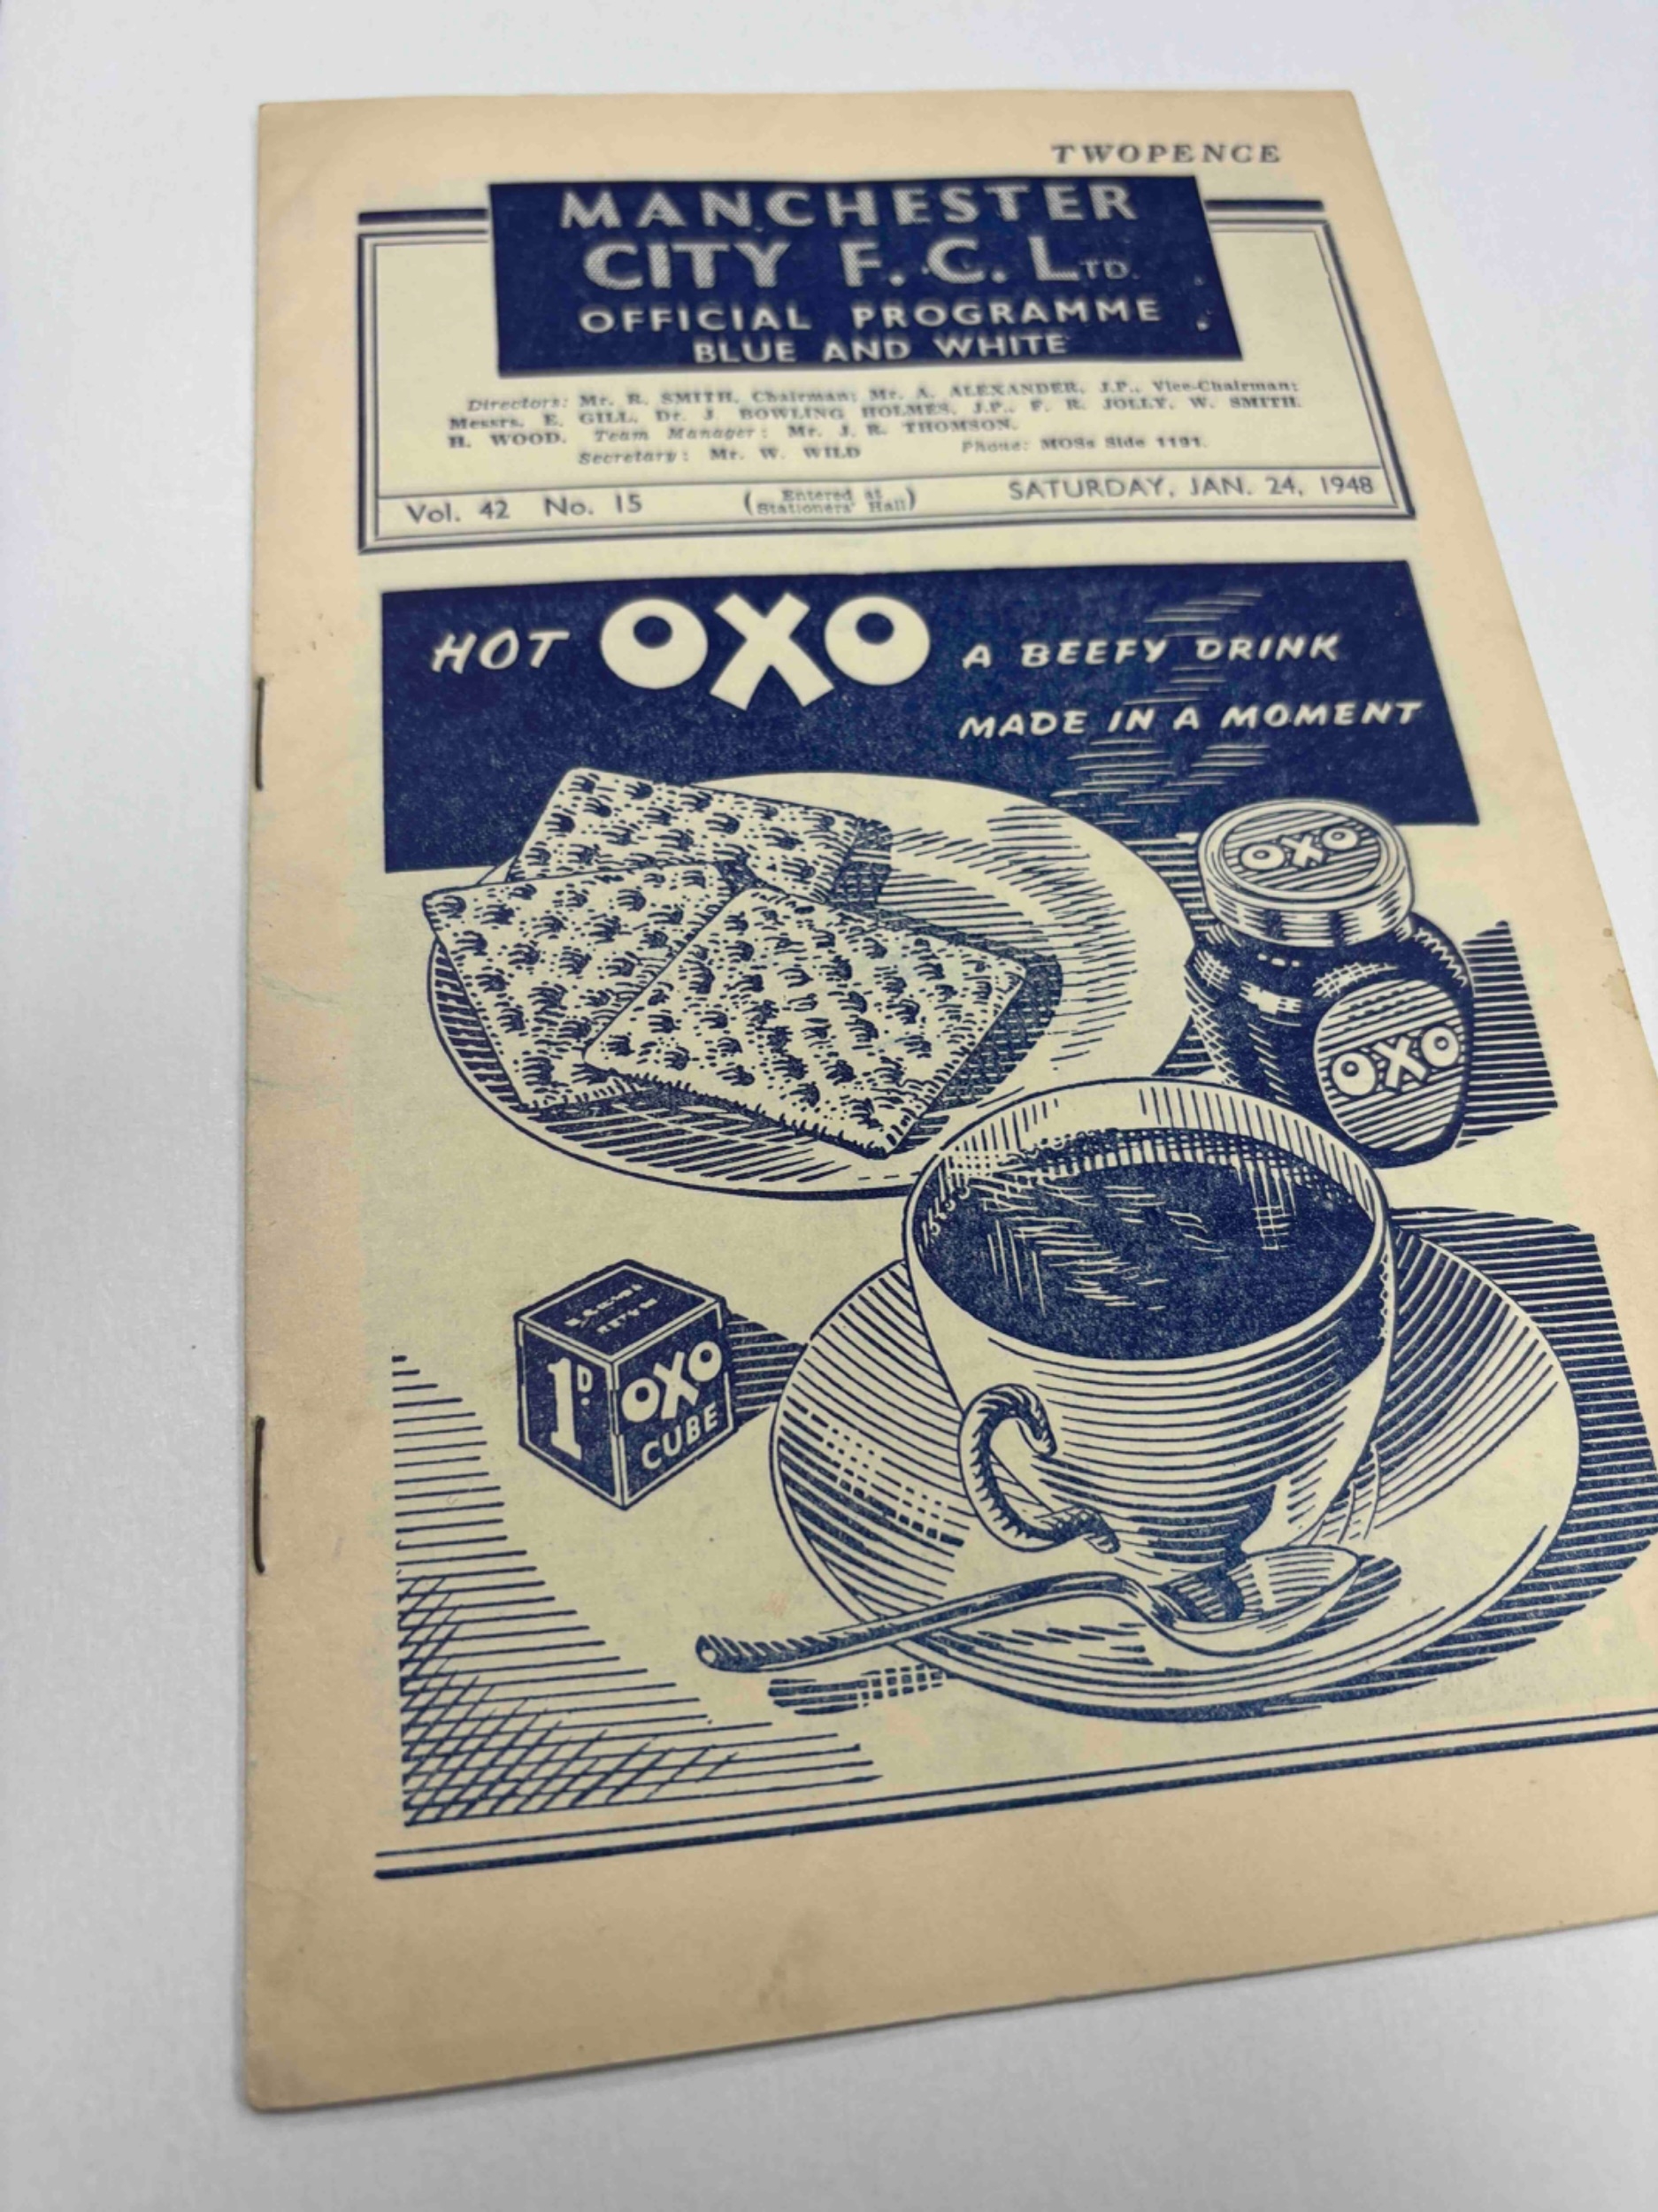 TWOPENCE
MANCHESTER
CITY F. C. LTD.
OFFICIAL PROGRAMME
BLUE AND WHITE
Directors: Mr. R. SMITH, Chairman; Mr. A. ALEXANDER, J.P., Vice-Chairman;
Messrs. E. GILL, Dr. J. BOWLING HOLMES, J.P., F. R. JOLLY, W. SMITH,
H. WOOD. Team Manager: Mr. J. R. THOMSON.
Secretary: Mr. W. WILD Phone: MOSs Side 1191.
Vol. 42 No. 15 (Entered at Stationers' Hall) SATURDAY, JAN. 24, 1948
HOT OXO A BEEFY DRINK
MADE IN A MOMENT
OXO
OXO
1D. OXO
CUBE